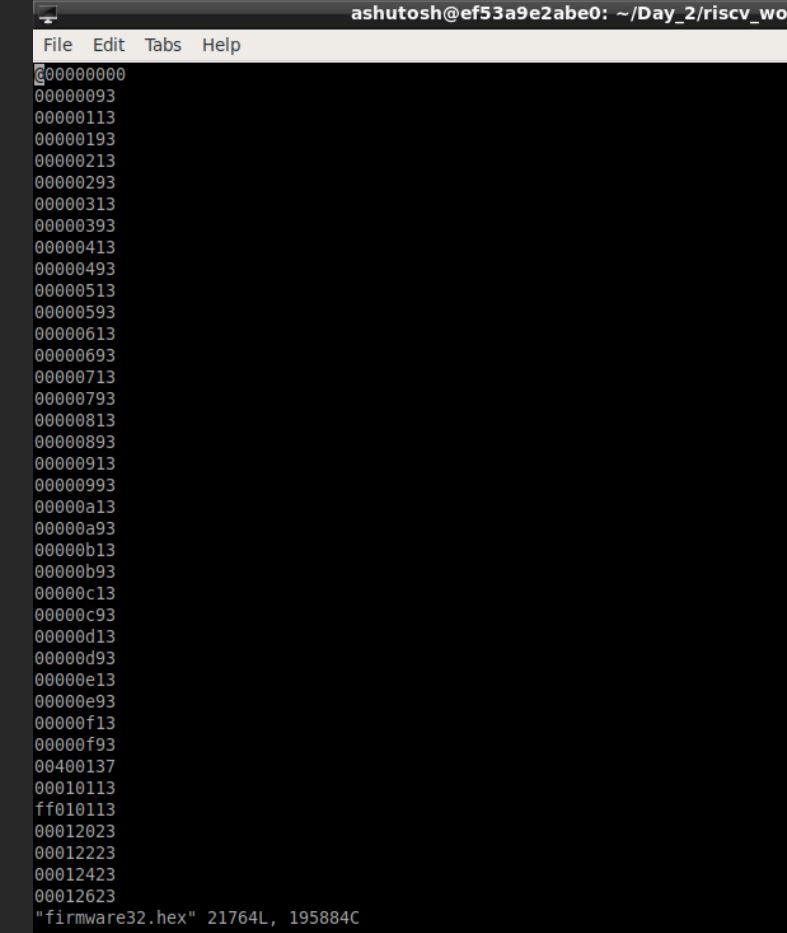 ashutosh@ef53a9e2abe0: ~/Day_2/riscv_wo
File Edit Tabs Help
@00000000
00000093
00000113
00000193
00000213
00000293
00000313
00000393
00000413
00000493
00000513
00000593
00000613
00000693
00000713
00000793
00000813
00000893
00000913
00000993
00000a13
00000a93
00000b13
00000b93
00000c13
00000c93
00000d13
00000d93
00000e13
00000e93
00000f13
00000f93
00400137
00010113
ff010113
00012023
00012223
00012423
00012623
"firmware32.hex" 21764L, 195884C